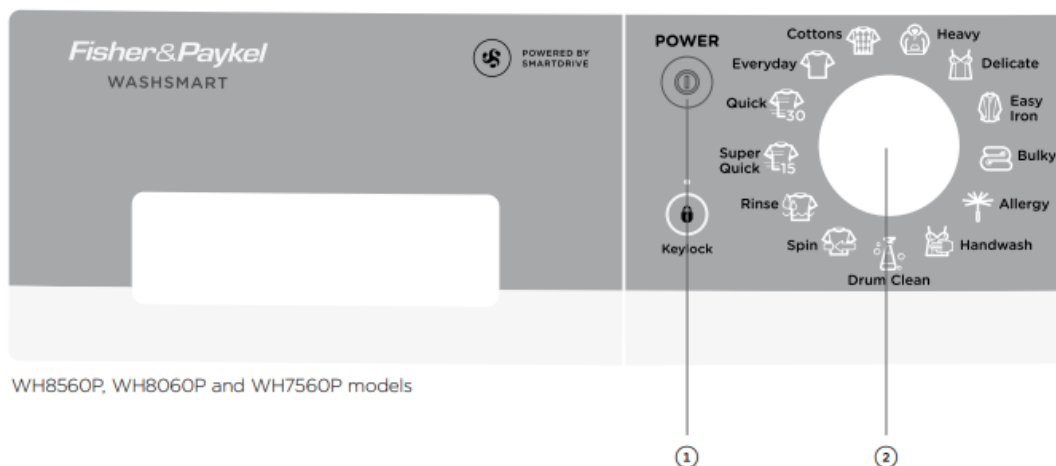 Fisher&Paykel
WASHSMART
POWERED BY
SMARTDRIVE
POWER
Keylock
Cottons
Heavy
Everyday
Delicate
Quick
30
Easy
Iron
Super
Quick
15
Bulky
Rinse
Allergy
Spin
Handwash
Drum Clean
WH8560P, WH8060P and WH7560P models
1
2